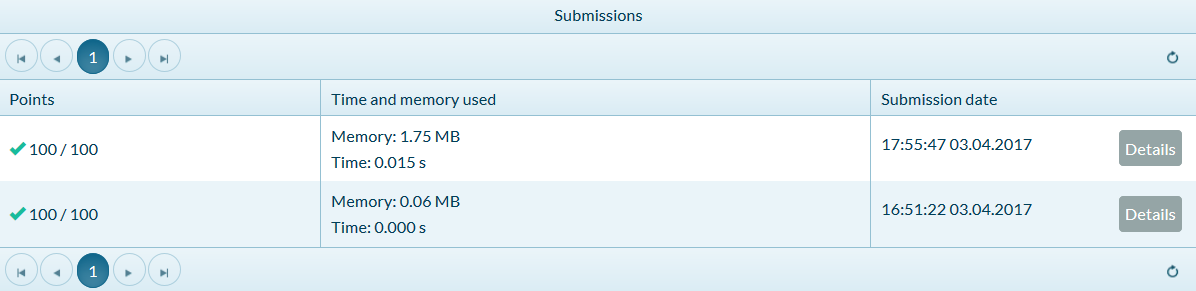 Submissions
1
Points Time and memory used Submission date
100 / 100 Memory: 1.75 MB 17:55:47 03.04.2017 Details
Time: 0.015 s
100 / 100 Memory: 0.06 MB 16:51:22 03.04.2017 Details
Time: 0.000 s
1